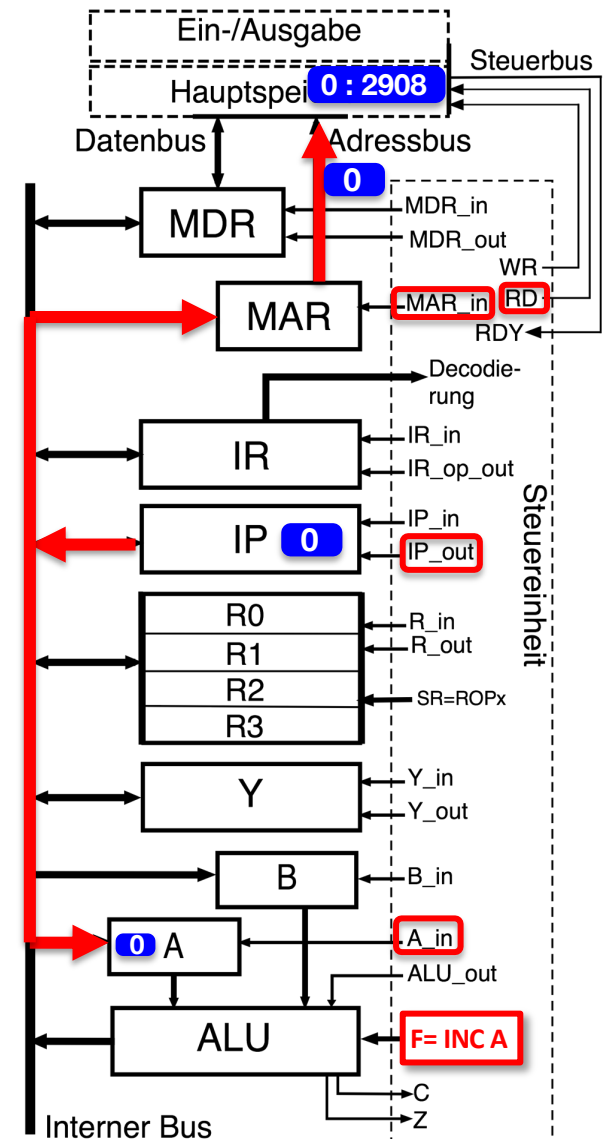 Ein-/Ausgabe
Steuerbus
Hauptspei
0 : 2908
Datenbus
Adressbus
0
MDR
MDR_in
MDR_out
WR
MAR
MAR_in
RD
RDY
Decodie-
rung
IR
IR_in
IR_op_out
Steuereinheit
IP
0
IP_in
IP_out
R0
R1
R2
R3
R_in
R_out
SR=ROPx
Y
Y_in
Y_out
B
B_in
0
A
A_in
ALU_out
ALU
F= INC A
C
Z
Interner Bus